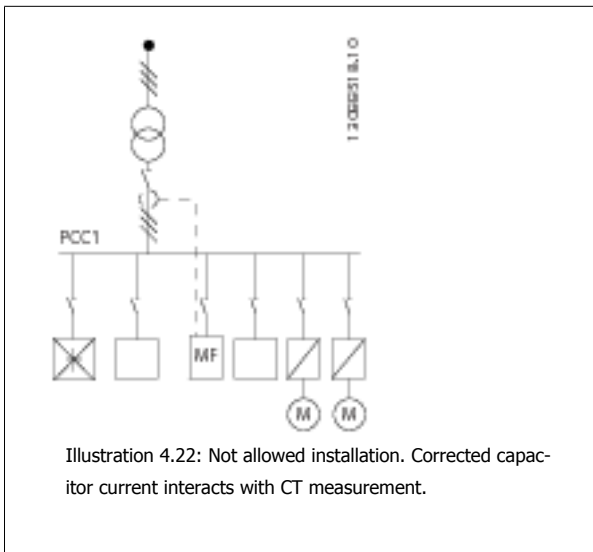 PCC1
MF
M
M
Illustration 4.22: Not allowed installation. Corrected capac-
itor current interacts with CT measurement.